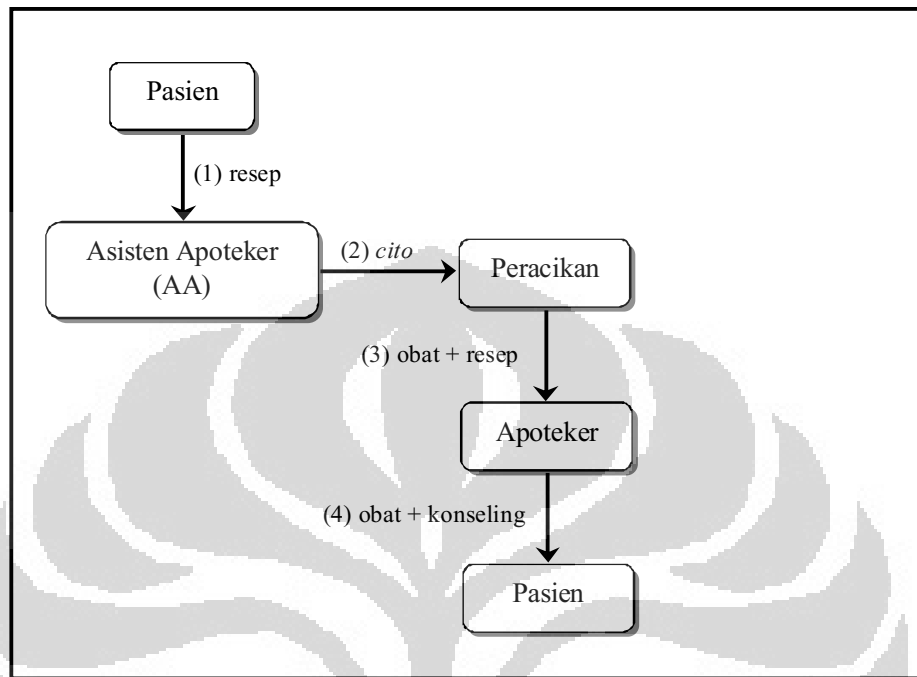 Pasien
(1) resep
Asisten Apoteker
(AA)
(2) cito
Peracikan
(3) obat + resep
Apoteker
(4) obat + konseling
Pasien